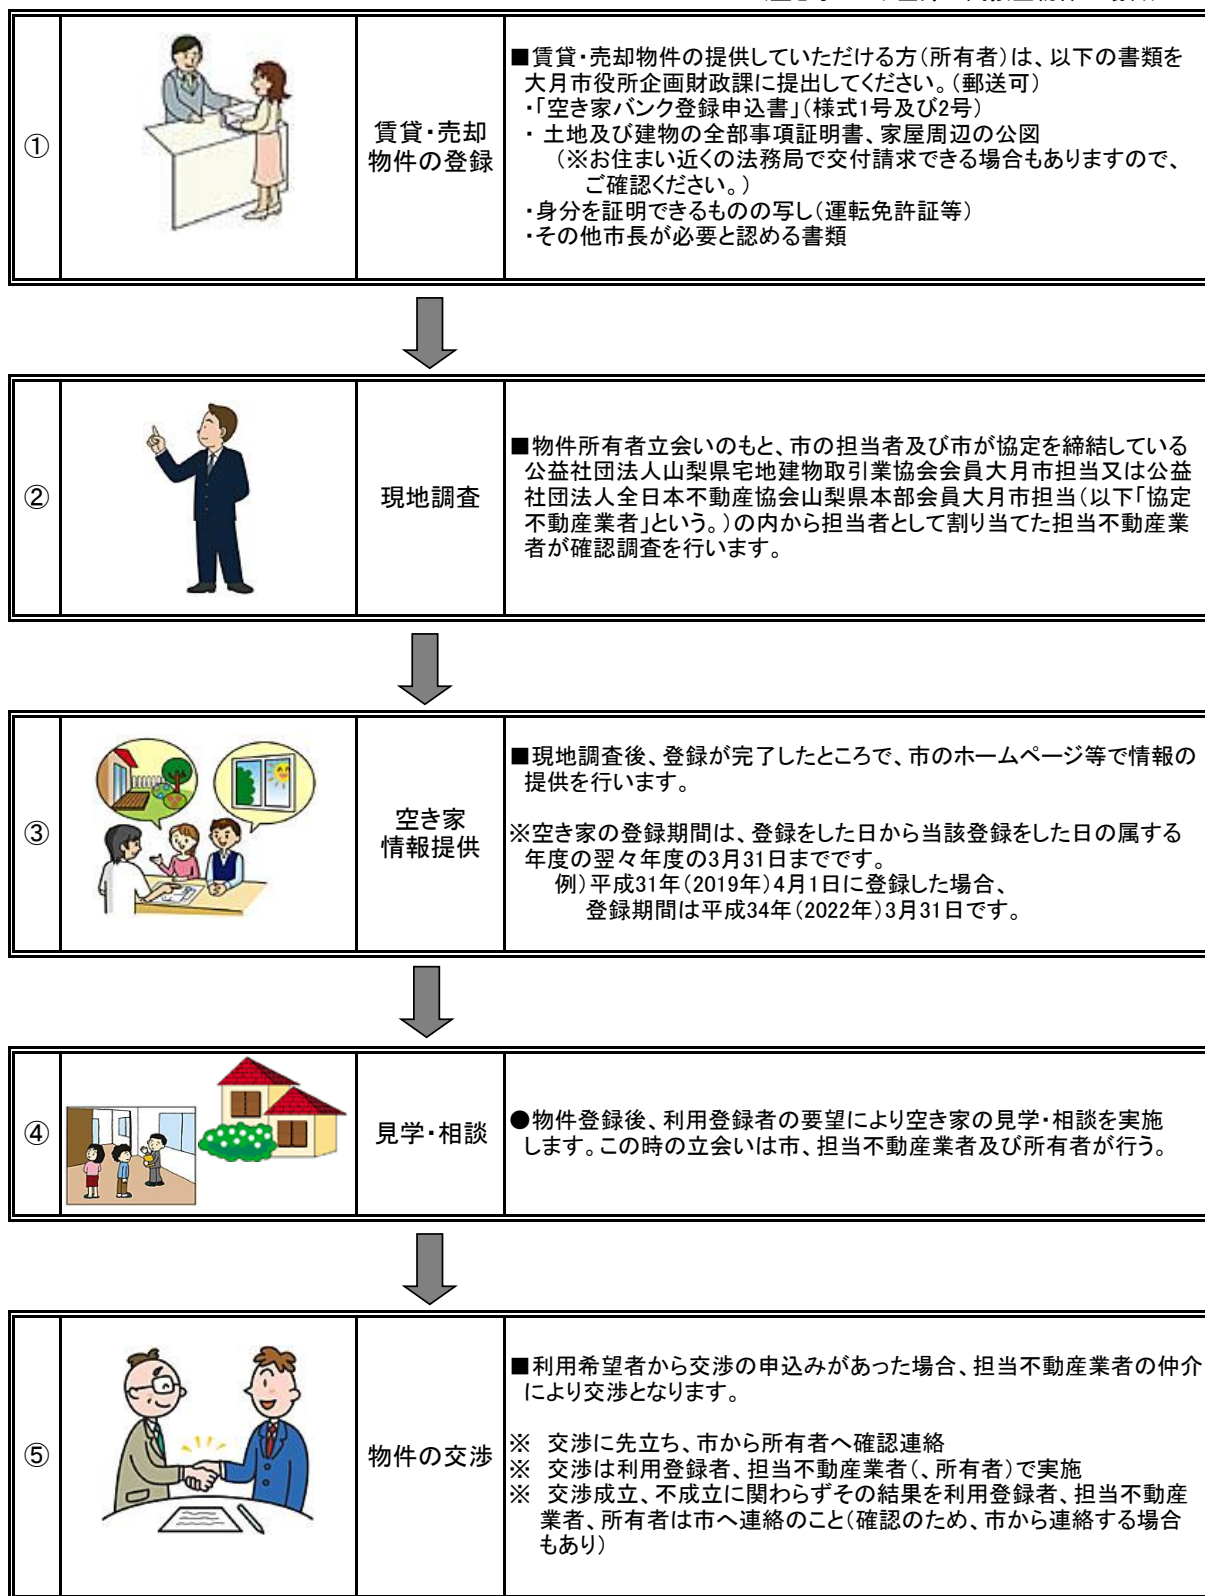 ①
賃貸・売却
物件の登録
■賃貸・売却物件の提供していただける方(所有者)は、以下の書類を
大月市役所企画財政課に提出してください。(郵送可)
・「空き家バンク登録申込書」(様式1号及び2号)
・ 土地及び建物の全部事項証明書、家屋周辺の公図
(※お住まい近くの法務局で交付請求できる場合もありますので、
ご確認ください。)
・身分を証明できるものの写し(運転免許証等)
・その他市長が必要と認める書類
②
現地調査
■物件所有者立会いのもと、市の担当者及び市が協定を締結している
公益社団法人山梨県宅地建物取引業協会会員大月市担当又は公益
社団法人全日本不動産協会山梨県本部会員大月市担当(以下「協定
不動産業者」という。)の内から担当者として割り当てた担当不動産業
者が確認調査を行います。
③
空き家
情報提供
■現地調査後、登録が完了したところで、市のホームページ等で情報の
提供を行います。
※空き家の登録期間は、登録をした日から当該登録をした日の属する
年度の翌々年度の3月31日までです。
例)平成31年(2019年)4月1日に登録した場合、
登録期間は平成34年(2022年)3月31日です。
④
見学・相談
●物件登録後、利用登録者の要望により空き家の見学・相談を実施
します。この時の立会いは市、担当不動産業者及び所有者が行う。
⑤
物件の交渉
■利用希望者から交渉の申込みがあった場合、担当不動産業者の仲介
により交渉となります。
※ 交渉に先立ち、市から所有者へ確認連絡
※ 交渉は利用登録者、担当不動産業者(、所有者)で実施
※ 交渉成立、不成立に関わらずその結果を利用登録者、担当不動産
業者、所有者は市へ連絡のこと(確認のため、市から連絡する場合
もあり)